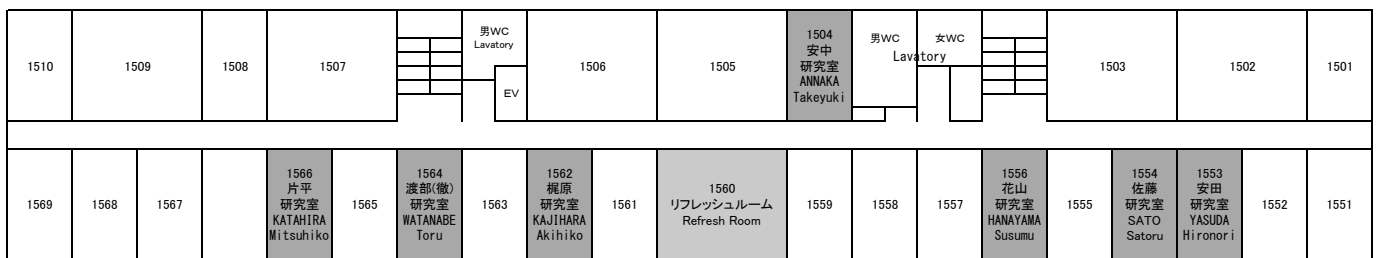 1510
1509
1508
1507
男WC
Lavatory
EV
1506
1505
1504
安中
研究室
ANNAKA
Takeyuki
男WC
女WC
Lavatory
1503
1502
1501
1569
1568
1567
1566
片平
研究室
KATAHIRA
Mitsuhiko
1565
1564
渡部(徹)
研究室
WATANABE
Toru
1563
1562
梶原
研究室
KAJIHARA
Akihiko
1561
1560
リフレッシュルーム
Refresh Room
1559
1558
1557
1556
花山
研究室
HANAYAMA
Susumu
1555
1554
佐藤
研究室
SATO
Satoru
1553
安田
研究室
YASUDA
Hironori
1552
1551